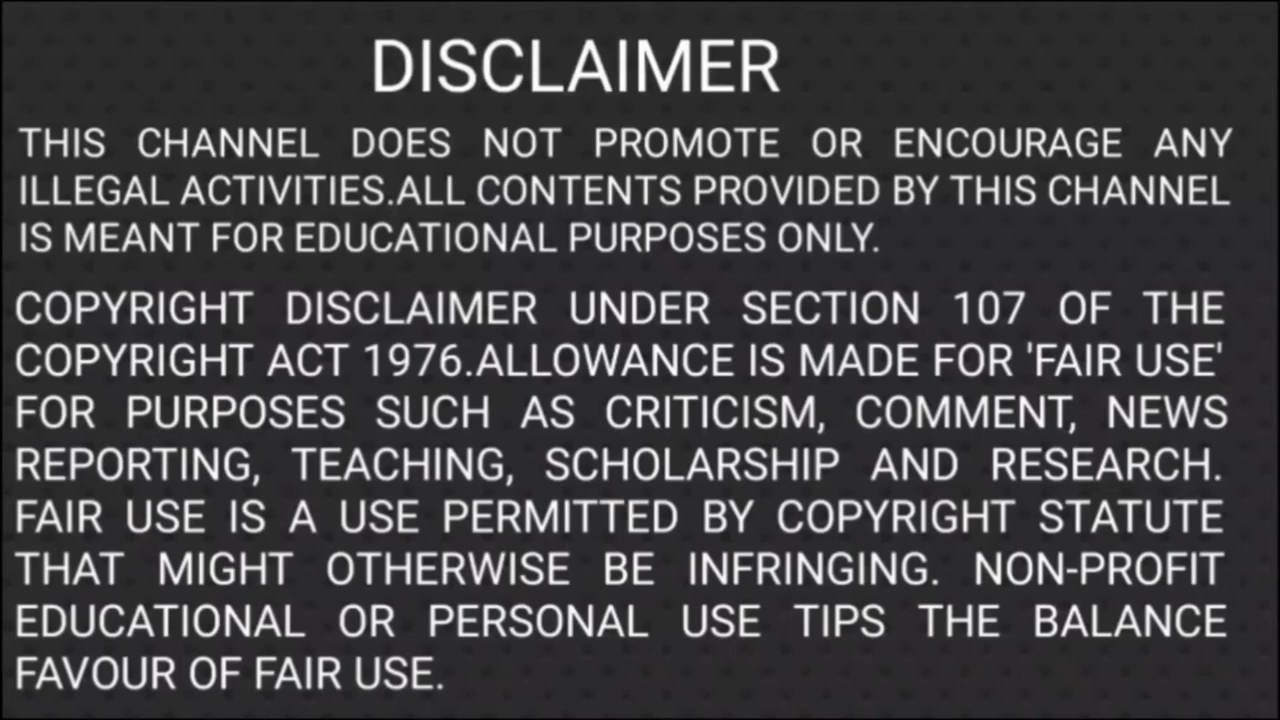 DISCLAIMER
THIS CHANNEL DOES NOT PROMOTE OR ENCOURAGE ANY
ILLEGAL ACTIVITIES.ALL CONTENTS PROVIDED BY THIS CHANNEL
IS MEANT FOR EDUCATIONAL PURPOSES ONLY.
COPYRIGHT DISCLAIMER UNDER SECTION 107 OF THE
COPYRIGHT ACT 1976.ALLOWANCE IS MADE FOR 'FAIR USE'
FOR PURPOSES SUCH AS CRITICISM, COMMENT, NEWS
REPORTING, TEACHING, SCHOLARSHIP AND RESEARCH.
FAIR USE IS A USE PERMITTED BY COPYRIGHT STATUTE
THAT MIGHT OTHERWISE BE INFRINGING. NON-PROFIT
EDUCATIONAL OR PERSONAL USE TIPS THE BALANCE
FAVOUR OF FAIR USE.